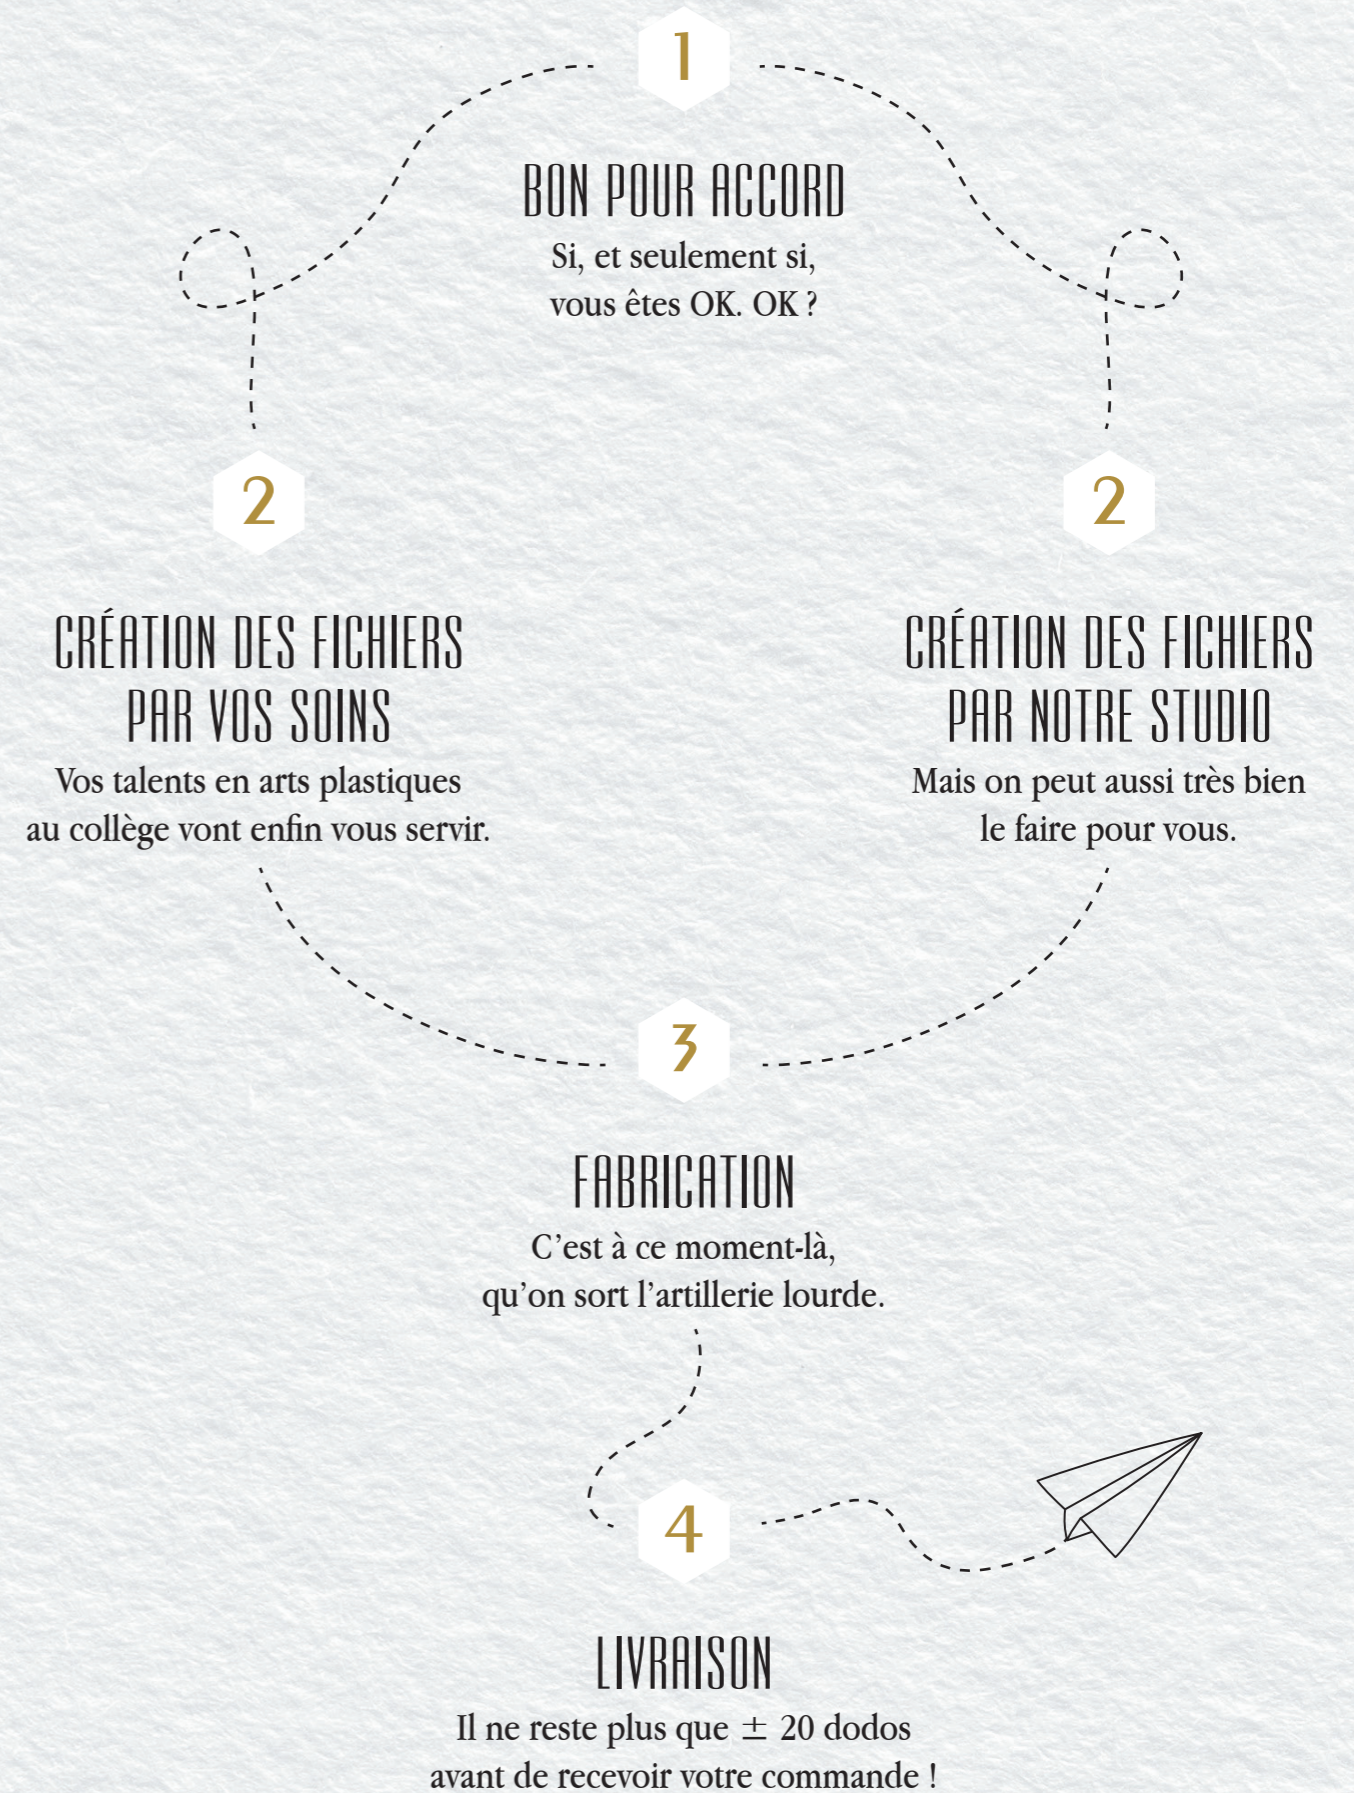 1
BON POUR ACCORD
Si, et seulement si,
vous êtes OK. OK ?
2
CRÉATION DES FICHIERS
PAR VOS SOINS
Vos talents en arts plastiques
au collège vont enfin vous servir.
2
CRÉATION DES FICHIERS
PAR NOTRE STUDIO
Mais on peut aussi très bien
le faire pour vous.
3
FABRICATION
C’est à ce moment-là,
qu’on sort l’artillerie lourde.
4
LIVRAISON
Il ne reste plus que ± 20 dodos
avant de recevoir votre commande !